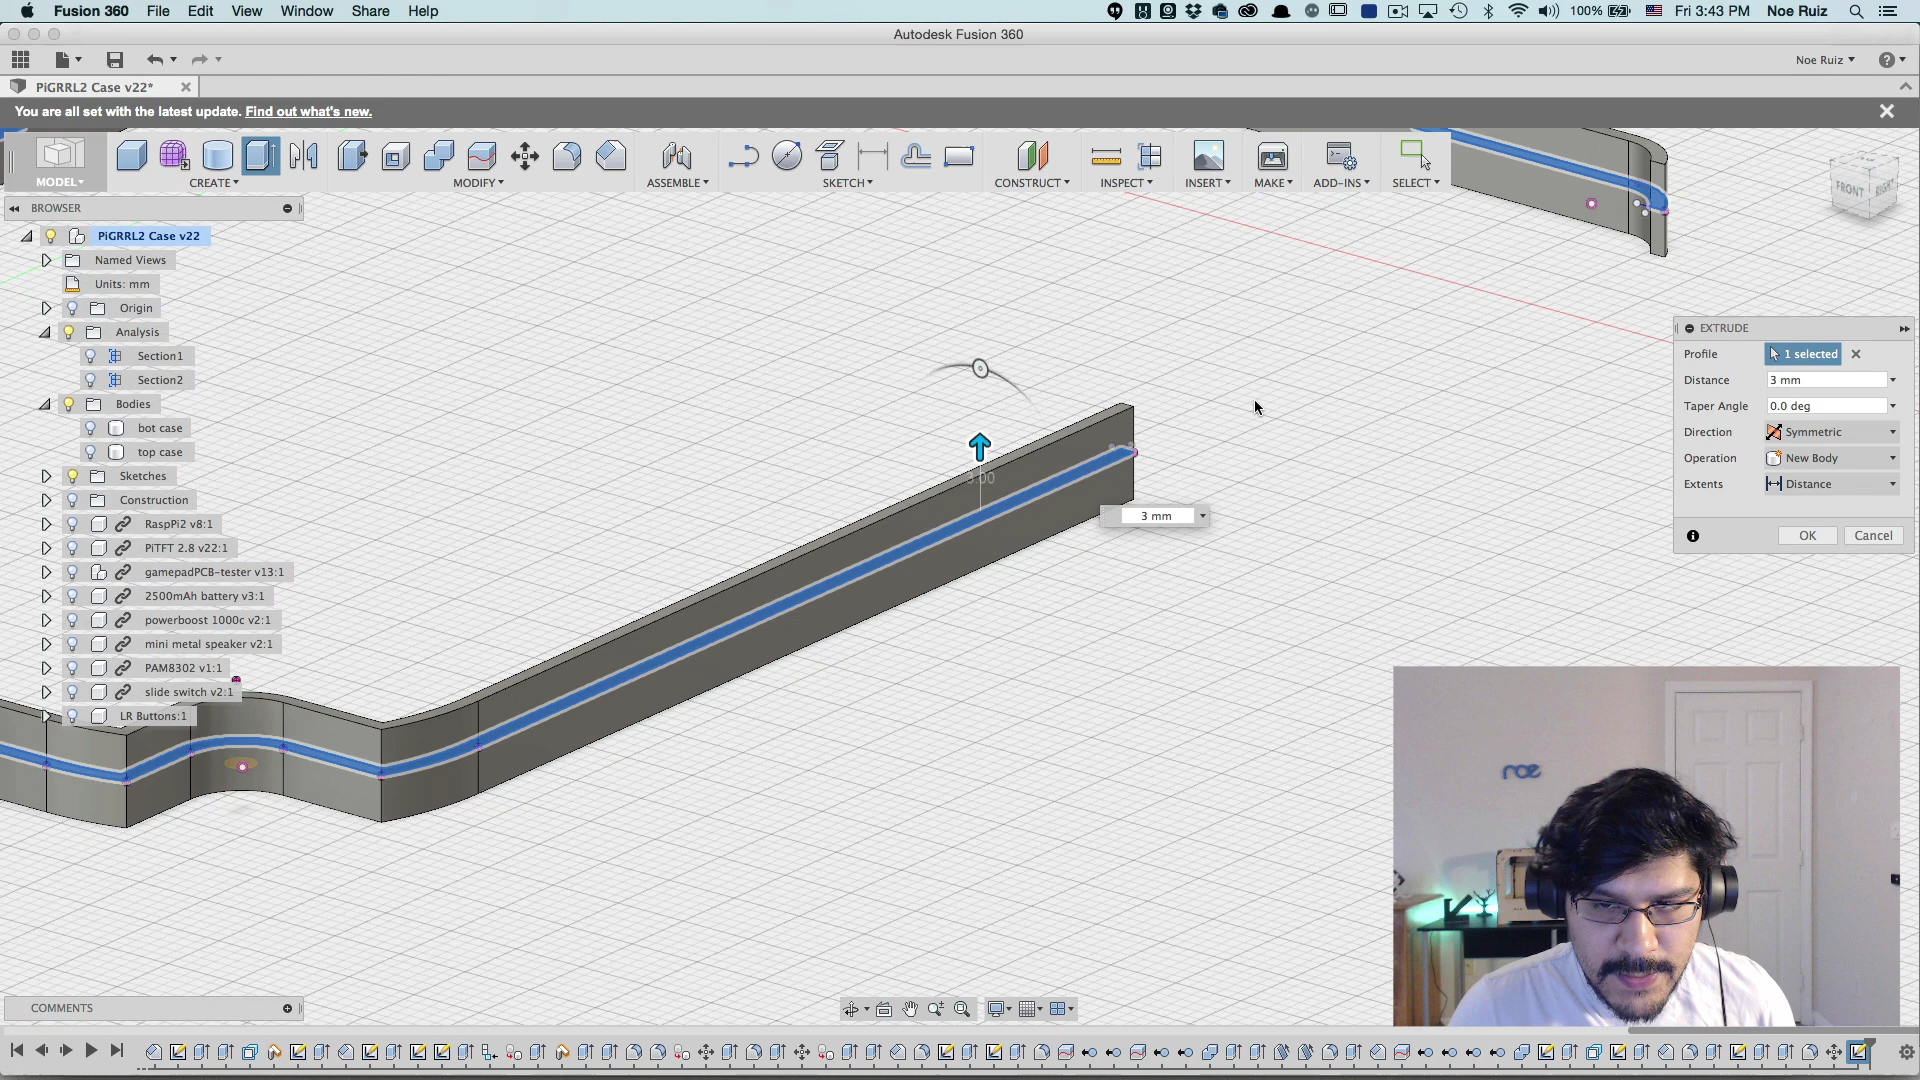 Fusion 360 File Edit View Window Share Help
100% Fri 3:43 PM Noe Ruiz
Autodesk Fusion 360
Noe Ruiz
PiGRRL2 Case v22*
You are all set with the latest update. Find out what's new.
MODEL
CREATE
MODIFY
ASSEMBLE
SKETCH
CONSTRUCT
INSPECT
INSERT
MAKE
ADD-INS
SELECT
FRONT
RIGHT
BROWSER
PiGRRL2 Case v22
Named Views
Units: mm
Origin
Analysis
Section1
Section2
Bodies
bot case
top case
Sketches
Construction
RaspPi2 v8:1
PiTFT 2.8 v22:1
gamepadPCB-tester v13:1
2500mAh battery v3:1
powerboost 1000c v2:1
mini metal speaker v2:1
PAM8302 v1:1
slide switch v2:1
LR Buttons:1
3.00
3 mm
EXTRUDE
Profile 1 selected
Distance 3 mm
Taper Angle 0.0 deg
Direction Symmetric
Operation New Body
Extents Distance
OK Cancel
noe
COMMENTS